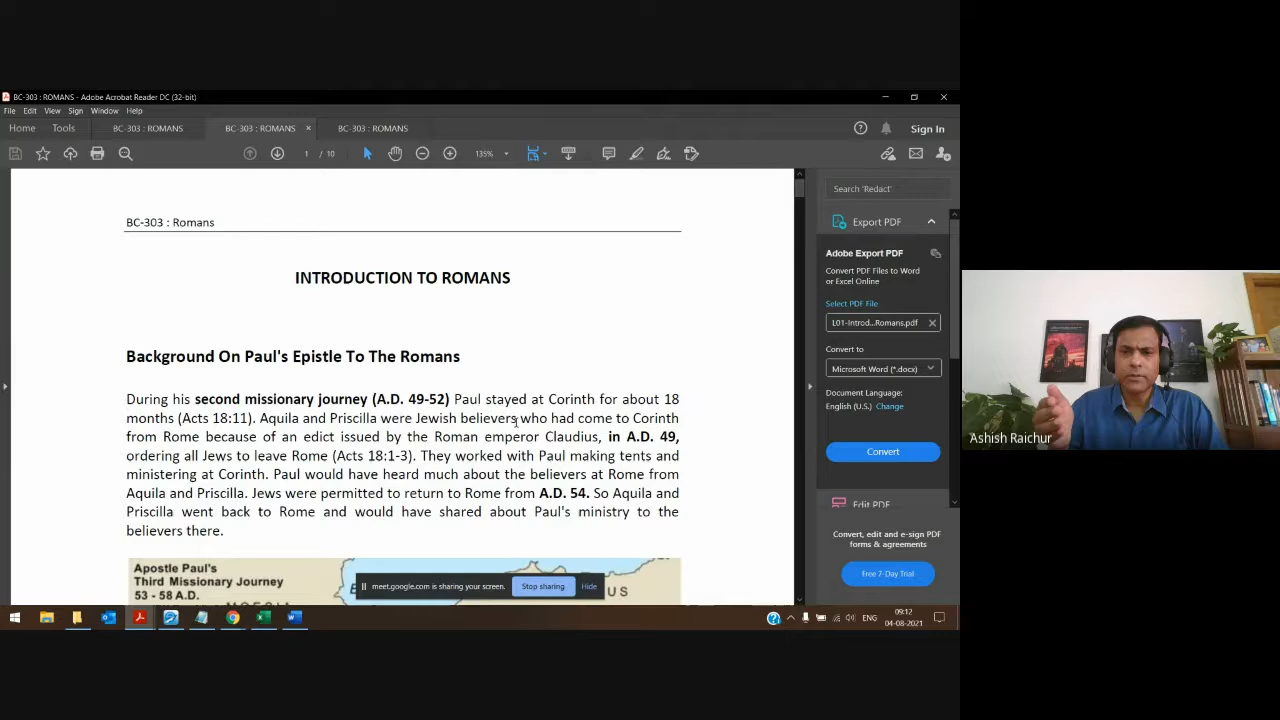 BC-303 : ROMANS - Adobe Acrobat Reader DC (32-bit)
File Edit View Sign Window Help
Home Tools BC-303 : ROMANS BC-303 : ROMANS × BC-303 : ROMANS Sign In
1 / 10 135%
BC-303 : Romans
INTRODUCTION TO ROMANS
Background On Paul's Epistle To The Romans
During his second missionary journey (A.D. 49-52) Paul stayed at Corinth for about 18
months (Acts 18:11). Aquila and Priscilla were Jewish believers who had come to Corinth
from Rome because of an edict issued by the Roman emperor Claudius, in A.D. 49,
ordering all Jews to leave Rome (Acts 18:1-3). They worked with Paul making tents and
ministering at Corinth. Paul would have heard much about the believers at Rome from
Aquila and Priscilla. Jews were permitted to return to Rome from A.D. 54. So Aquila and
Priscilla went back to Rome and would have shared about Paul's ministry to the
believers there.
Apostle Paul's
Third Missionary Journey
53 - 58 A.D.
US
meet.google.com is sharing your screen. Stop sharing Hide
Search 'Redact'
Export PDF
Adobe Export PDF
Convert PDF Files to Word
or Excel Online
Select PDF File
L01-Introd...Romans.pdf
Convert to
Microsoft Word (*.docx)
Document Language:
English (U.S.) Change
Convert
Edit PDF
Convert, edit and e-sign PDF
forms & agreements
Free 7-Day Trial
ENG
09:12
04-08-2021
Ashish Raichur